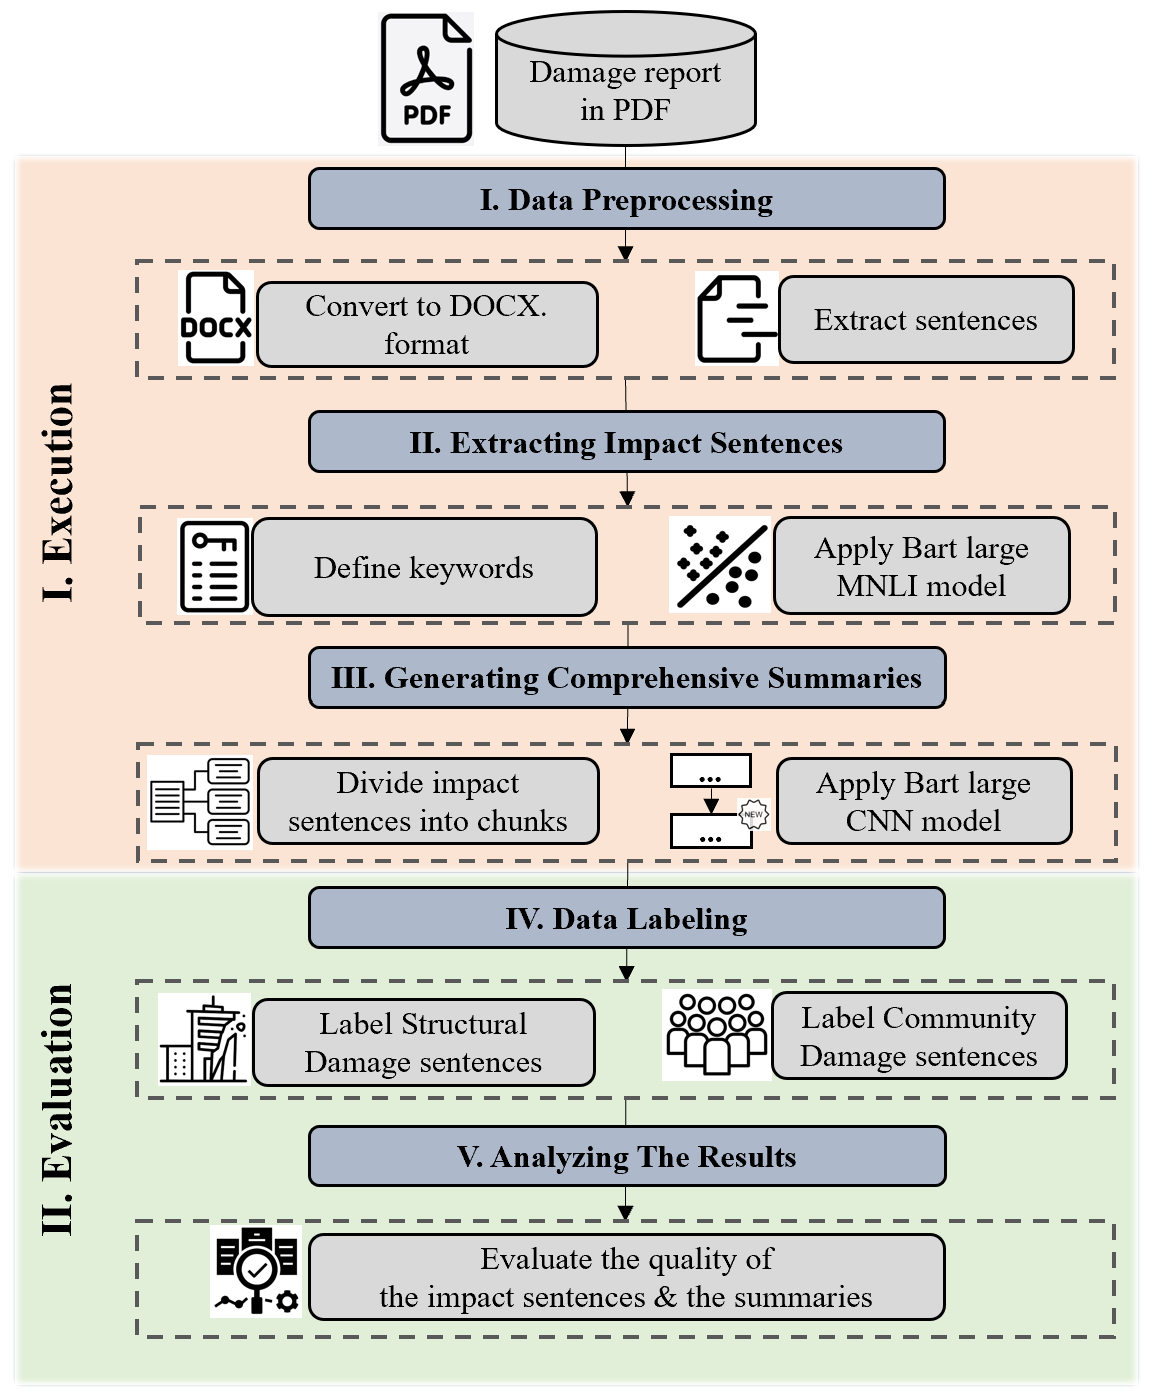 PDF
Damage report
in PDF
I. Execution
I. Data Preprocessing
DOCX
Convert to DOCX.
format
Extract sentences
II. Extracting Impact Sentences
Define keywords
Apply Bart large
MNLI model
III. Generating Comprehensive Summaries
Divide impact
sentences into chunks
...
NEW
...
Apply Bart large
CNN model
II. Evaluation
IV. Data Labeling
Label Structural
Damage sentences
Label Community
Damage sentences
V. Analyzing The Results
Evaluate the quality of
the impact sentences & the summaries